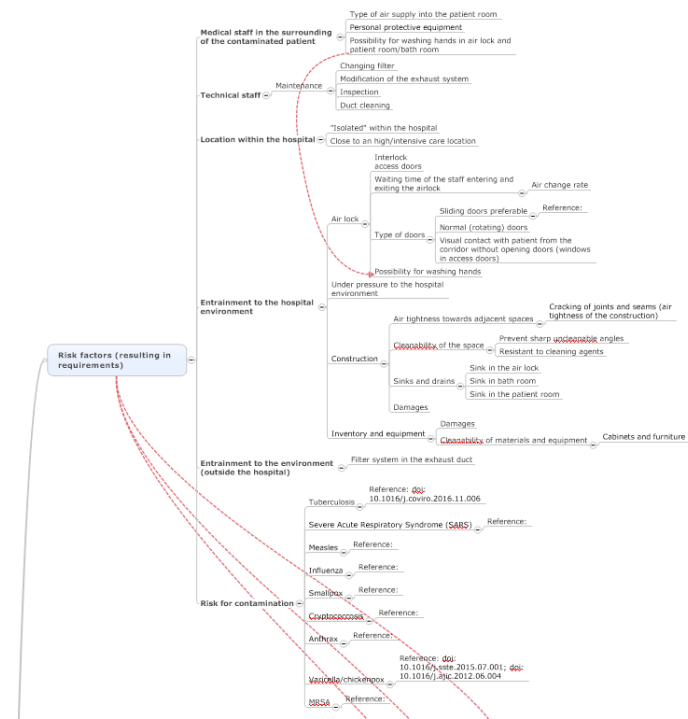 Risk factors (resulting in
requirements)
Medical staff in the surrounding
of the contaminated patient
Type of air supply into the patient room
Personal protective equipment
Possibility for washing hands in air lock and
patient room/bath room
Technical staff
Maintenance
Changing filter
Modification of the exhaust system
Inspection
Duct cleaning
Location within the hospital
"Isolated" within the hospital
Close to an high/intensive care location
Entrainment to the hospital
environment
Air lock
Interlock
access doors
Waiting time of the staff entering and
exiting the airlock
Air change rate
Type of doors
Sliding doors preferable
Reference:
Normal (rotating) doors
Visual contact with patient from the
corridor without opening doors (windows
in access doors)
Possibility for washing hands
Under pressure to the hospital
environment
Construction
Air tightness towards adjacent spaces
Cracking of joints and seams (air
tightness of the construction)
Cleanability of the space
Prevent sharp uncleanable angles
Resistant to cleaning agents
Sinks and drains
Sink in the air lock
Sink in bath room
Sink in the patient room
Damages
Inventory and equipment
Damages
Cleanability of materials and equipment
Cabinets and furniture
Entrainment to the environment
(outside the hospital)
Filter system in the exhaust duct
Risk for contamination
Tuberculosis
Reference: doi:
10.1016/j.coviro.2016.11.006
Severe Acute Respiratory Syndrome (SARS)
Reference:
Measles
Reference:
Influenza
Reference:
Smallpox
Reference:
Cryptococcosis
Reference:
Anthrax
Reference:
Varicella/chickenpox
Reference: doi:
10.1016/j.sste.2015.07.001; doi:
10.1016/j.ajic.2012.06.004
MRSA
Reference: